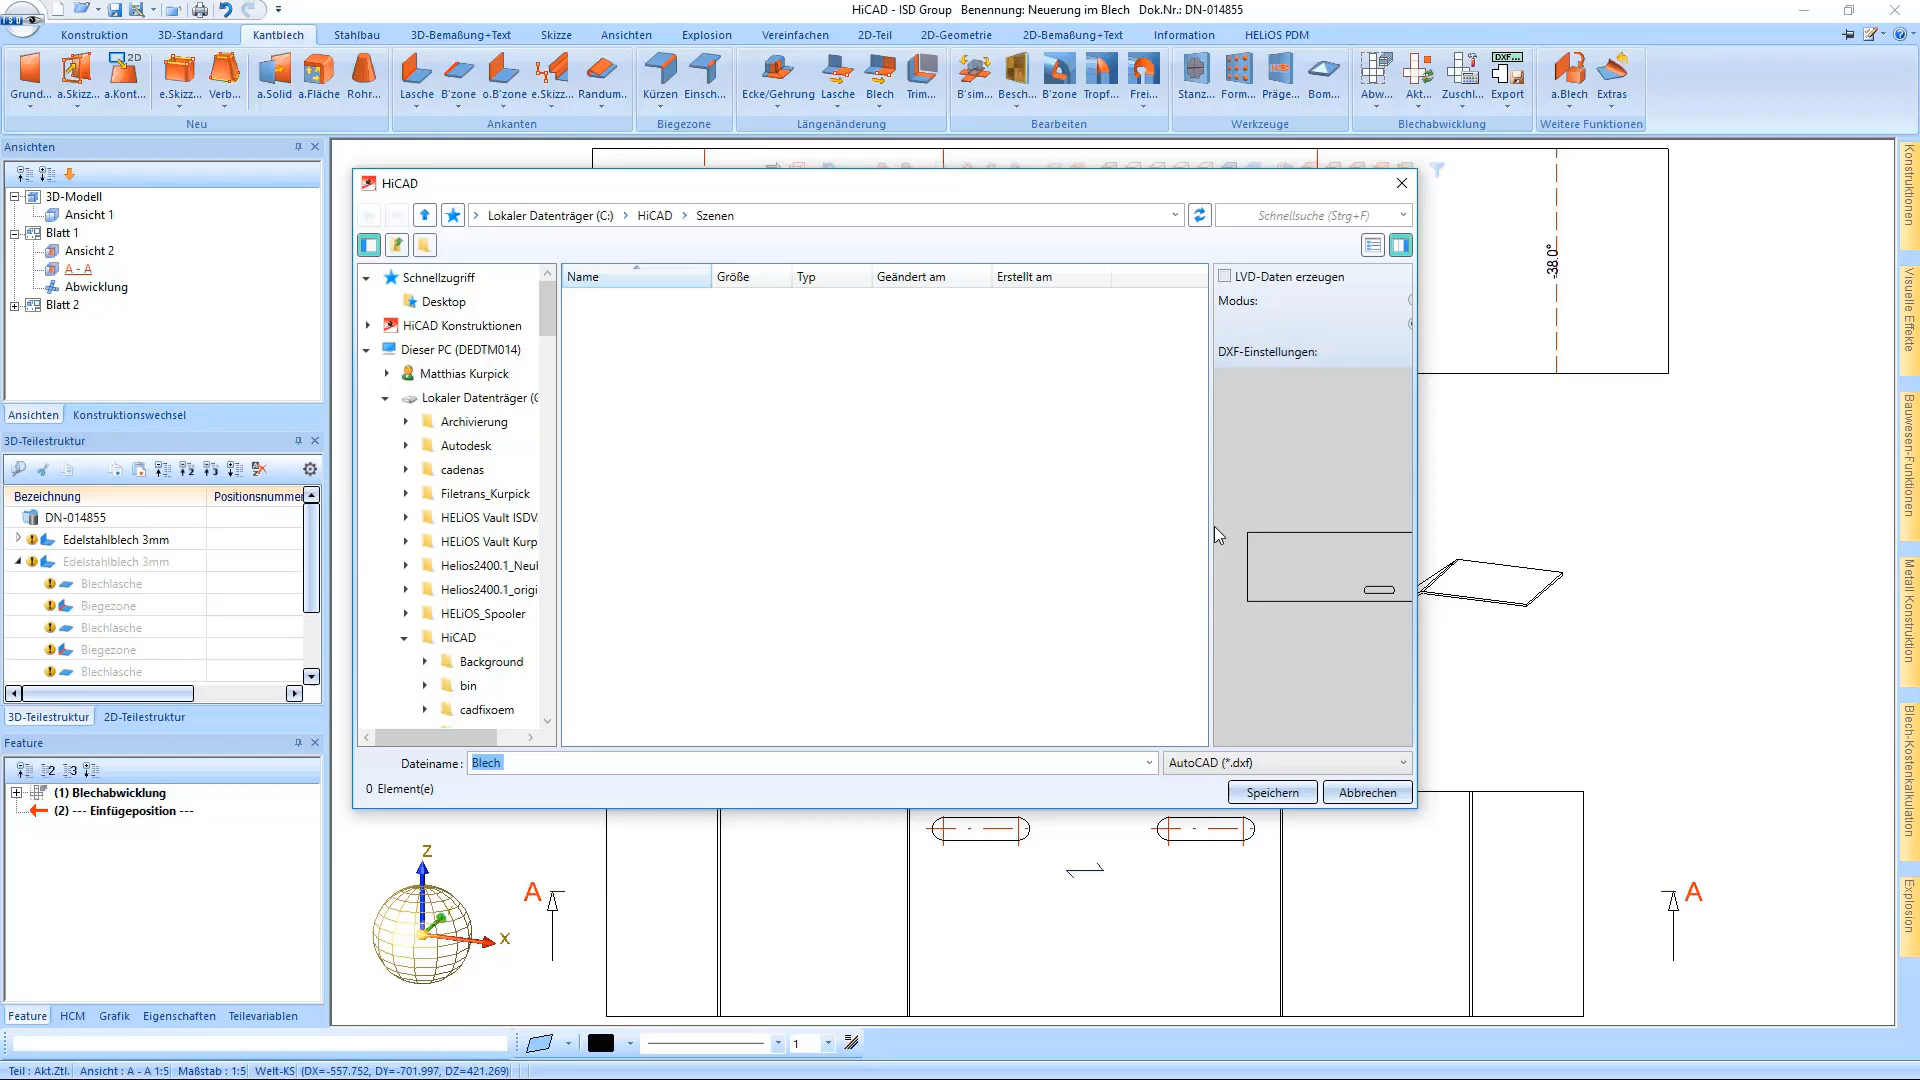 HiCAD - ISD Group   Benennung: Neuerung im Blech   Dok.Nr.: DN-014855
ISD
Konstruktion 3D-Standard Kantblech Stahlbau 3D-Bemaßung+Text Skizze Ansichten Explosion Vereinfachen 2D-Teil 2D-Geometrie 2D-Bemaßung+Text Information HELiOS PDM
2D
DXF...
Grund... a.Skizz... a.Kont... e.Skizz... Verb... a.Solid a.Fläche Rohr... Lasche B'zone o.B'zone e.Skizz... Randum... Kürzen Einsch... Ecke/Gehrung Lasche Blech Trim... B'sim... Besch... B'zone Tropf... Frei... Stanz... Form... Präge... Bom... Abw... Akt... Zuschl... Export a.Blech Extras
Neu Ankanten Biegezone Längenänderung Bearbeiten Werkzeuge Blechabwicklung Weitere Funktionen
Ansichten
3D-Modell
Ansicht 1
Blatt 1
Ansicht 2
A - A
Abwicklung
Blatt 2
Ansichten Konstruktionswechsel
3D-Teilestruktur
Bezeichnung Positionsnummer
DN-014855
Edelstahlblech 3mm
Edelstahlblech 3mm
Blechlasche
Biegezone
Blechlasche
Biegezone
Blechlasche
3D-Teilestruktur 2D-Teilestruktur
Feature
(1) Blechabwicklung
(2) --- Einfügeposition ---
Feature HCM Grafik Eigenschaften Teilevariablen
HiCAD
Lokaler Datenträger (C:) HiCAD Szenen
Schnellsuche (Strg+F)
Schnellzugriff
Desktop
HiCAD Konstruktionen
Dieser PC (DEDTM014)
Matthias Kurpick
Lokaler Datenträger (C
Archivierung
Autodesk
cadenas
Filetrans_Kurpick
HELiOS Vault ISDV
HELiOS Vault Kurp
Helios2400.1_Neu
Helios2400.1_origi
HELiOS_Spooler
HiCAD
Background
bin
cadfixoem
Name Größe Typ Geändert am Erstellt am
LVD-Daten erzeugen
Modus:
DXF-Einstellungen:
Dateiname: Blech AutoCAD (*.dxf)
0 Element(e)
Speichern Abbrechen
-38.0°
A A
Z
X
1
Teil : Akt.Ztl. Ansicht : A - A 1:5 Maßstab : 1:5 Welt-KS (DX=-557.752, DY=-701.997, DZ=421.269)
Konstruktionen
Visuelle Effekte
Bauwesen-Funktionen
Metall Konstruktion
Blech-Kostenkalkulation
Explosion